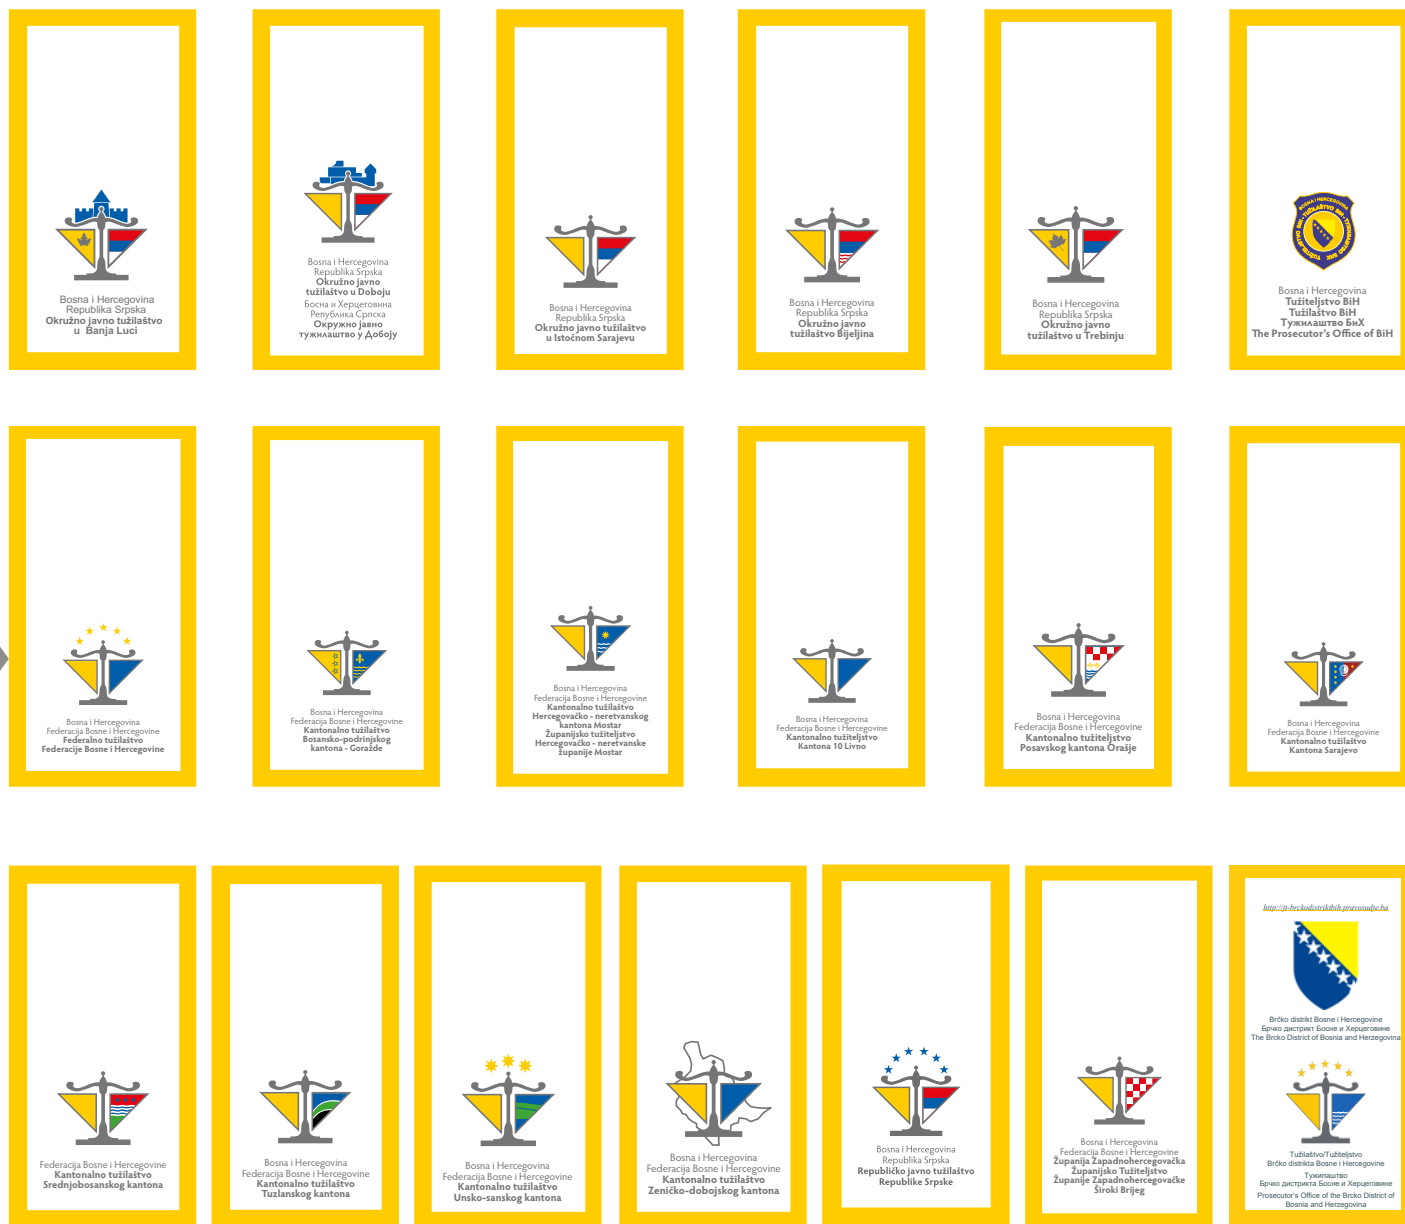 Bosna i Hercegovina
Republika Srpska
Okružno javno tužilaštvo
u Banja Luci
Bosna i Hercegovina
Republika Srpska
Okružno javno
tužilaštvo u Doboju
Босна и Херцеговина
Република Српска
Окружно јавно
тужилаштво у Добоју
Bosna i Hercegovina
Republika Srpska
Okružno javno tužilaštvo
u Istočnom Sarajevu
Bosna i Hercegovina
Republika Srpska
Okružno javno
tužilaštvo Bijeljina
Bosna i Hercegovina
Republika Srpska
Okružno javno
tužilaštvo u Trebinju
BOSNA I HERCEGOVINA
Bosna i Hercegovina
Tužiteljstvo BiH
Tužilaštvo BiH
Тужилаштво БиХ
The Prosecutor's Office of BiH
Bosna i Hercegovina
Federacija Bosne i Hercegovine
Federalno tužilaštvo
Federacije Bosne i Hercegovine
Bosna i Hercegovina
Federacija Bosne i Hercegovine
Kantonalno tužilaštvo
Bosansko-podrinjskog
kantona - Goražde
Bosna i Hercegovina
Federacija Bosne i Hercegovine
Kantonalno tužilaštvo
Hercegovačko - neretvanskog
kantona Mostar
Županijsko tužiteljstvo
Hercegovačko - neretvanske
županije Mostar
Bosna i Hercegovina
Federacija Bosne i Hercegovine
Kantonalno tužiteljstvo
Kantona 10 Livno
Bosna i Hercegovina
Federacija Bosne i Hercegovine
Kantonalno tužiteljstvo
Posavskog kantona Orašje
Bosna i Hercegovina
Federacija Bosne i Hercegovine
Kantonalno tužilaštvo
Kantona Sarajevo
Federacija Bosne i Hercegovine
Kantonalno tužilaštvo
Srednjobosanskog kantona
Bosna i Hercegovina
Federacija Bosne i Hercegovine
Kantonalno tužilaštvo
Tuzlanskog kantona
Bosna i Hercegovina
Federacija Bosne i Hercegovine
Kantonalno tužilaštvo
Unsko-sanskog kantona
Bosna i Hercegovina
Federacija Bosne i Hercegovine
Kantonalno tužilaštvo
Zeničko-dobojskog kantona
Bosna i Hercegovina
Republika Srpska
Republičko javno tužilaštvo
Republike Srpske
Bosna i Hercegovina
Federacija Bosne i Hercegovine
Županija Zapadnohercegovačka
Županijsko Tužiteljstvo
Županije Zapadnohercegovačke
Široki Brijeg
http://jt-brckodistriktbih.pravosudje.ba
Brčko distrikt Bosne i Hercegovine
Брчко дистрикт Босне и Херцеговине
The Brcko District of Bosnia and Herzegovina
Tužilaštvo/Tužiteljstvo
Brčko distrikta Bosne i Hercegovine
Тужилаштво
Брчко дистрикта Босне и Херцеговине
Prosecutor's Office of the Brcko District of
Bosnia and Herzegovina